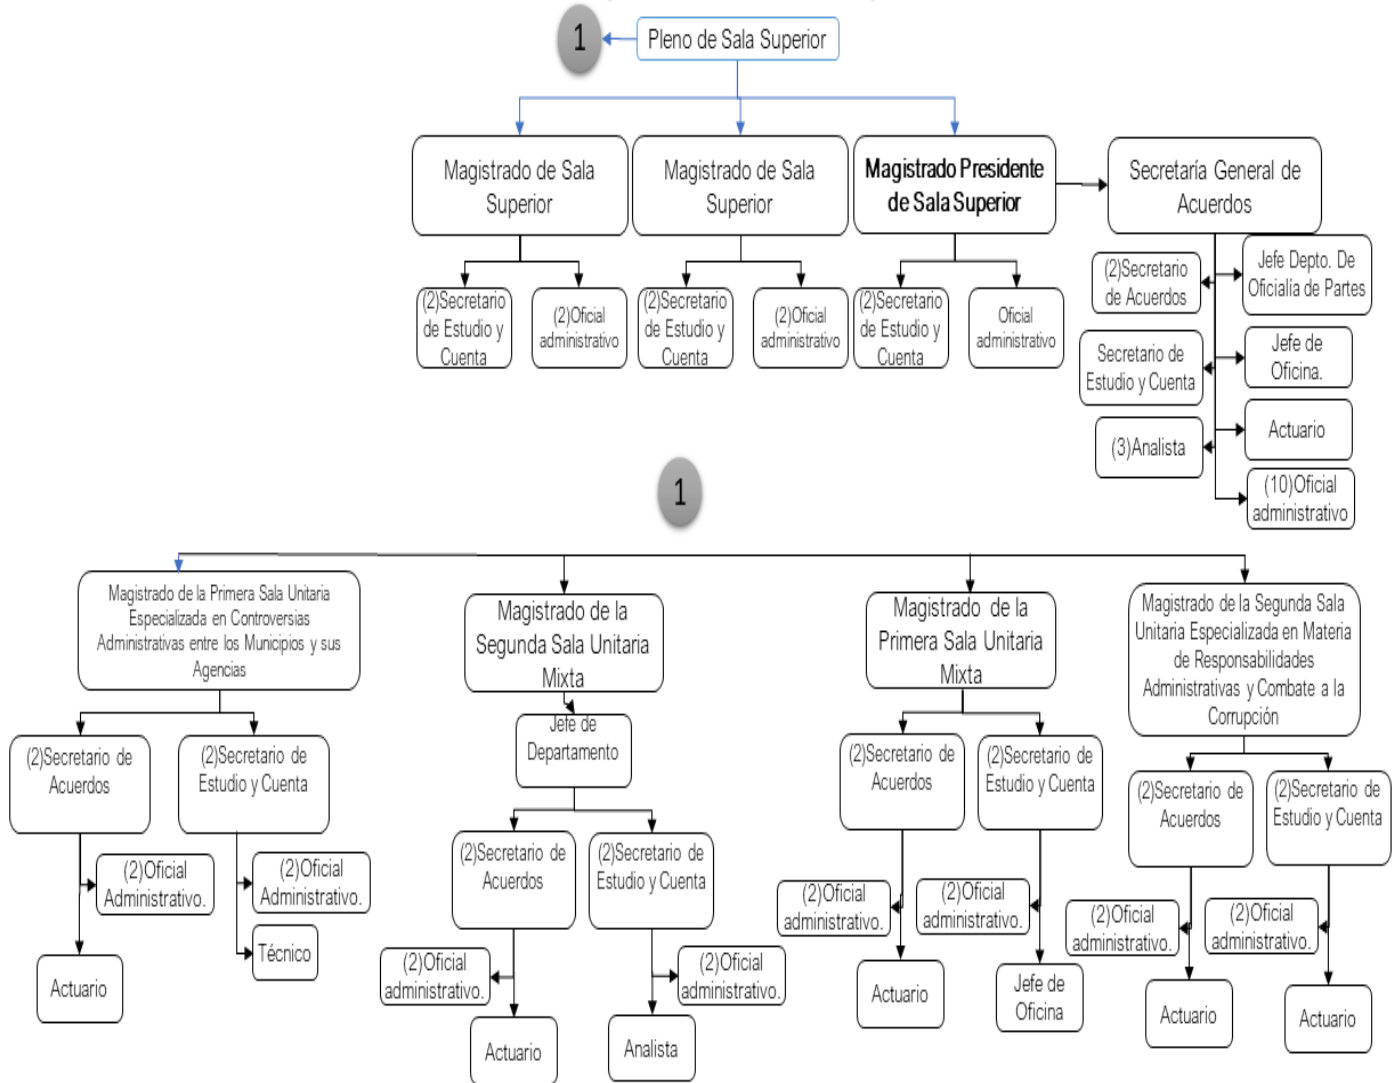 1
Pleno de Sala Superior
Magistrado de Sala
Superior
Magistrado de Sala
Superior
Magistrado Presidente
de Sala Superior
Secretaría General de
Acuerdos
(2)Secretario
de Estudio y
Cuenta
(2)Oficial
administrativo
(2)Secretario
de Estudio y
Cuenta
(2)Oficial
administrativo
(2)Secretario
de Estudio y
Cuenta
Oficial
administrativo
(2)Secretario
de Acuerdos
Jefe Depto. De
Oficialía de Partes
Secretario de
Estudio y Cuenta
Jefe de
Oficina.
(3)Analista
Actuario
(10)Oficial
administrativo
1
Magistrado de la Primera Sala Unitaria
Especializada en Controversias
Administrativas entre los Municipios y sus
Agencias
Magistrado de la
Segunda Sala Unitaria
Mixta
Magistrado de la
Primera Sala Unitaria
Mixta
Magistrado de la Segunda Sala
Unitaria Especializada en Materia
de Responsabilidades
Administrativas y Combate a la
Corrupción
(2)Secretario de
Acuerdos
(2)Secretario de
Estudio y Cuenta
(2)Oficial
Administrativo.
(2)Oficial
Administrativo.
Técnico
Actuario
Jefe de
Departamento
(2)Secretario de
Acuerdos
(2)Secretario de
Estudio y Cuenta
(2)Oficial
administrativo.
(2)Oficial
administrativo.
Actuario
Analista
(2)Secretario de
Acuerdos
(2)Secretario de
Estudio y Cuenta
(2)Oficial
administrativo.
(2)Oficial
administrativo.
Actuario
Jefe de
Oficina
(2)Secretario de
Acuerdos
(2)Secretario de
Estudio y Cuenta
(2)Oficial
administrativo.
(2)Oficial
administrativo.
Actuario
Actuario